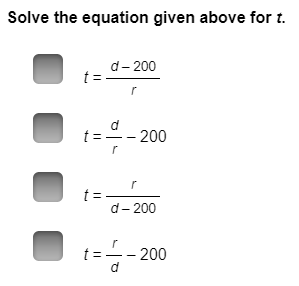 Solve the equation given above for t.
t = (d – 200)/r
t = d/r – 200
t = r/(d – 200)
t = r/d – 200